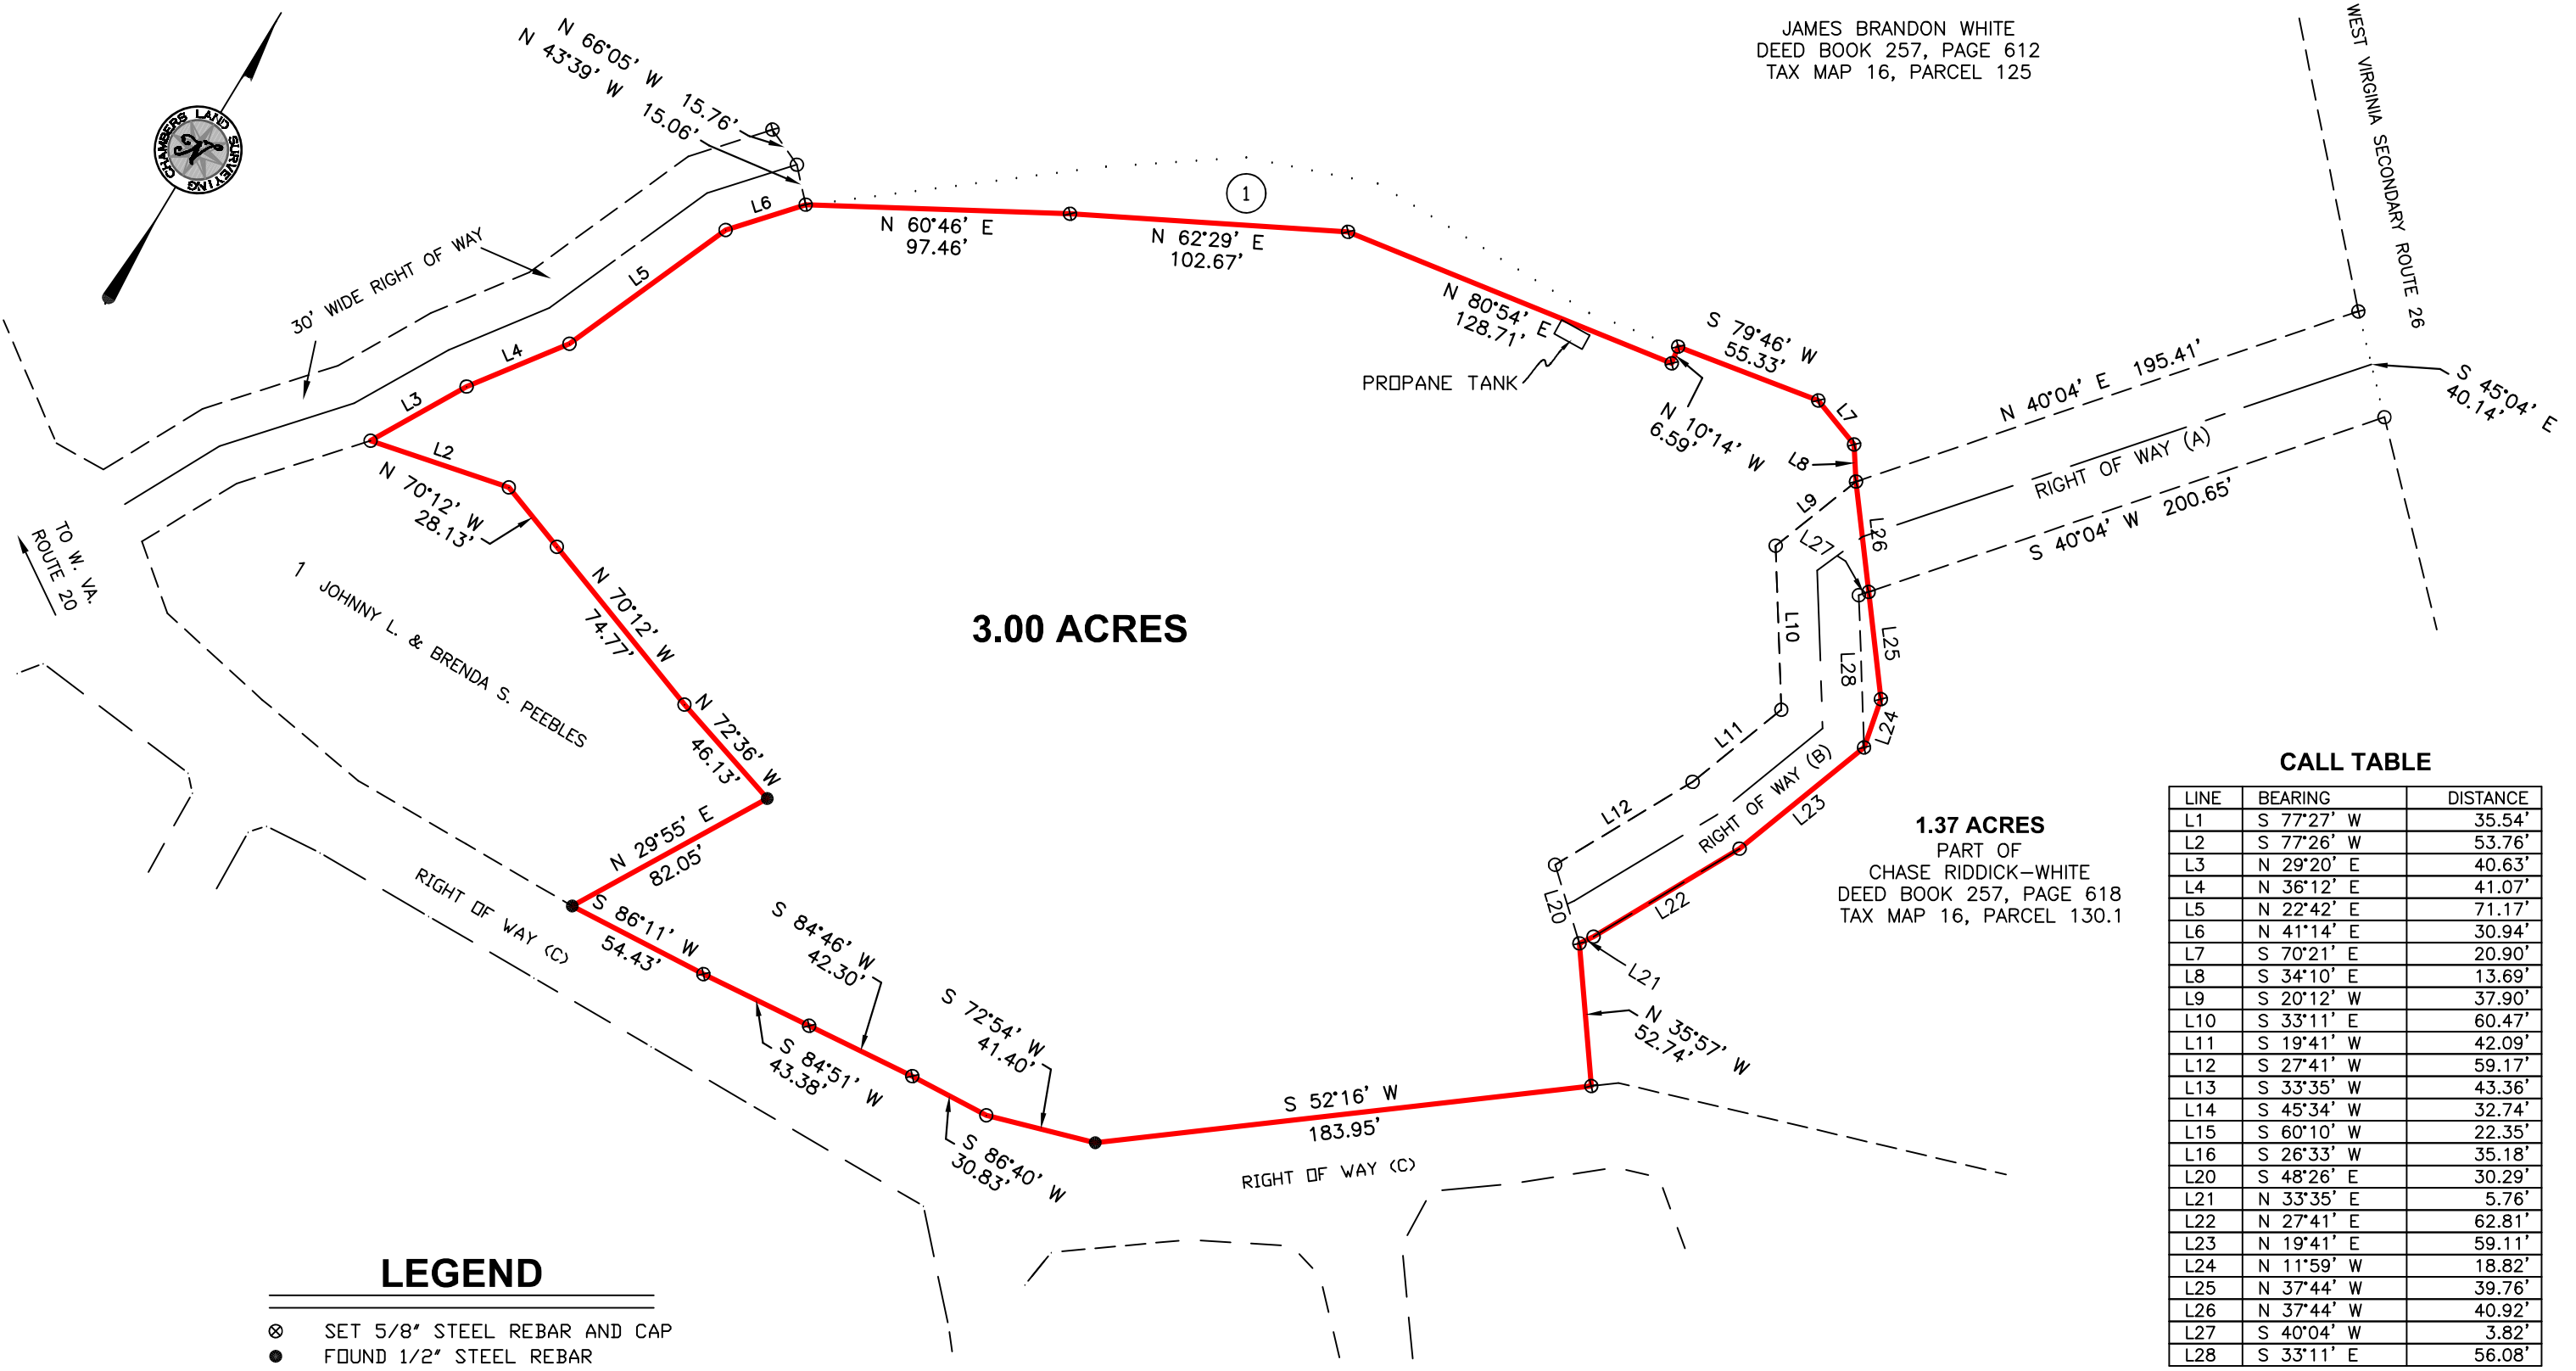 JAMES BRANDON WHITE
DEED BOOK 257, PAGE 612
TAX MAP 16, PARCEL 125
WEST VIRGINIA SECONDARY ROUTE 26
CHAMBERS LAND SURVEYING
N
N 66°05' W 15.76'
N 43°39' W 15.06'
30' WIDE RIGHT OF WAY
L6
L5
L4
L3
L2
N 60°46' E
97.46'
1
N 62°29' E
102.67'
N 80°54' E
128.71'
PROPANE TANK
S 79°46' W
55.33'
N 10°14' W
6.59'
L7
L8
L9
N 40°04' E 195.41'
S 45°04' E
40.14'
RIGHT OF WAY (A)
S 40°04' W 200.65'
L26
L27
L10
L25
L28
L24
L11
L12
RIGHT OF WAY (B)
L23
L22
L20
L21
N 70°12' W
28.13'
TO W. VA.
ROUTE 20
1 JOHNNY L. & BRENDA S. PEEBLES
N 70°12' W
74.77'
N 72°36' W
46.13'
3.00 ACRES
N 29°55' E
82.05'
RIGHT OF WAY (C)
S 86°11' W
54.43'
S 84°46' W
42.30'
S 84°51' W
43.38'
S 72°54' W
41.40'
S 86°40' W
30.83'
S 52°16' W
183.95'
RIGHT OF WAY (C)
N 35°57' W
52.74'
1.37 ACRES
PART OF
CHASE RIDDICK-WHITE
DEED BOOK 257, PAGE 618
TAX MAP 16, PARCEL 130.1
CALL TABLE
LINE BEARING DISTANCE
L1 S 77°27' W 35.54'
L2 S 77°26' W 53.76'
L3 N 29°20' E 40.63'
L4 N 36°12' E 41.07'
L5 N 22°42' E 71.17'
L6 N 41°14' E 30.94'
L7 S 70°21' E 20.90'
L8 S 34°10' E 13.69'
L9 S 20°12' W 37.90'
L10 S 33°11' E 60.47'
L11 S 19°41' W 42.09'
L12 S 27°41' W 59.17'
L13 S 33°35' W 43.36'
L14 S 45°34' W 32.74'
L15 S 60°10' W 22.35'
L16 S 26°33' W 35.18'
L20 S 48°26' E 30.29'
L21 N 33°35' E 5.76'
L22 N 27°41' E 62.81'
L23 N 19°41' E 59.11'
L24 N 11°59' W 18.82'
L25 N 37°44' W 39.76'
L26 N 37°44' W 40.92'
L27 S 40°04' W 3.82'
L28 S 33°11' E 56.08'
LEGEND
SET 5/8" STEEL REBAR AND CAP
FOUND 1/2" STEEL REBAR